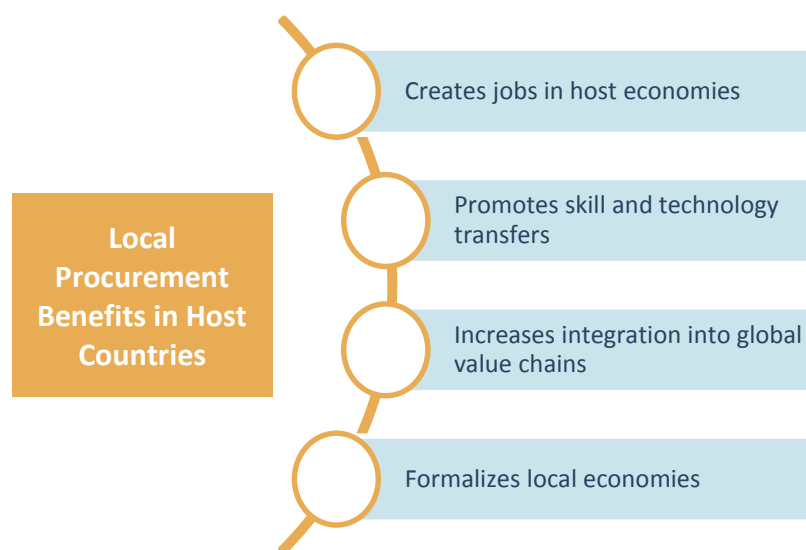 Local
Procurement
Benefits in Host
Countries
Creates jobs in host economies
Promotes skill and technology
transfers
Increases integration into global
value chains
Formalizes local economies